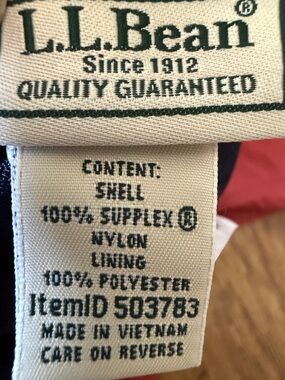 L.L.Bean®
Since 1912
QUALITY GUARANTEED
CONTENT:
SHELL
100% SUPPLEX ®
NYLON
LINING
100% POLYESTER
ItemID 503783
MADE IN VIETNAM
CARE ON REVERSE